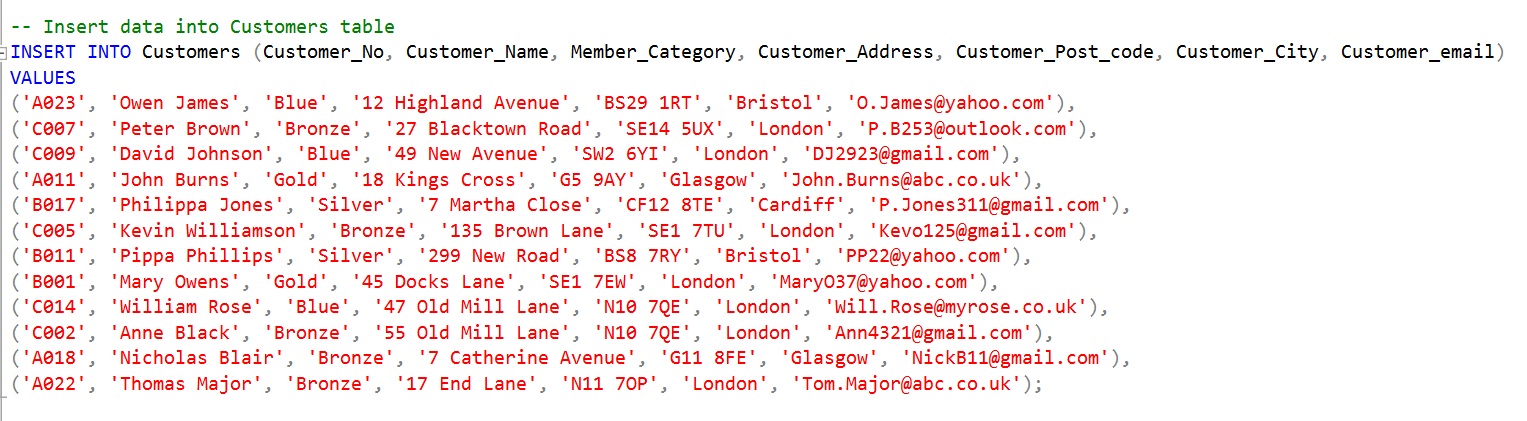 -- Insert data into Customers table
INSERT INTO Customers (Customer_No, Customer_Name, Member_Category, Customer_Address, Customer_Post_code, Customer_City, Customer_email)
VALUES
('A023', 'Owen James', 'Blue', '12 Highland Avenue', 'BS29 1RT', 'Bristol', 'O.James@yahoo.com'),
('C007', 'Peter Brown', 'Bronze', '27 Blacktown Road', 'SE14 5UX', 'London', 'P.B253@outlook.com'),
('C009', 'David Johnson', 'Blue', '49 New Avenue', 'SW2 6YI', 'London', 'DJ2923@gmail.com'),
('A011', 'John Burns', 'Gold', '18 Kings Cross', 'G5 9AY', 'Glasgow', 'John.Burns@abc.co.uk'),
('B017', 'Philippa Jones', 'Silver', '7 Martha Close', 'CF12 8TE', 'Cardiff', 'P.Jones311@gmail.com'),
('C005', 'Kevin Williamson', 'Bronze', '135 Brown Lane', 'SE1 7TU', 'London', 'Kevo125@gmail.com'),
('B011', 'Pippa Phillips', 'Silver', '299 New Road', 'BS8 7RY', 'Bristol', 'PP22@yahoo.com'),
('B001', 'Mary Owens', 'Gold', '45 Docks Lane', 'SE1 7EW', 'London', 'MaryO37@yahoo.com'),
('C014', 'William Rose', 'Blue', '47 Old Mill Lane', 'N10 7QE', 'London', 'Will.Rose@myrose.co.uk'),
('C002', 'Anne Black', 'Bronze', '55 Old Mill Lane', 'N10 7QE', 'London', 'Ann4321@gmail.com'),
('A018', 'Nicholas Blair', 'Bronze', '7 Catherine Avenue', 'G11 8FE', 'Glasgow', 'NickB11@gmail.com'),
('A022', 'Thomas Major', 'Bronze', '17 End Lane', 'N11 7OP', 'London', 'Tom.Major@abc.co.uk');